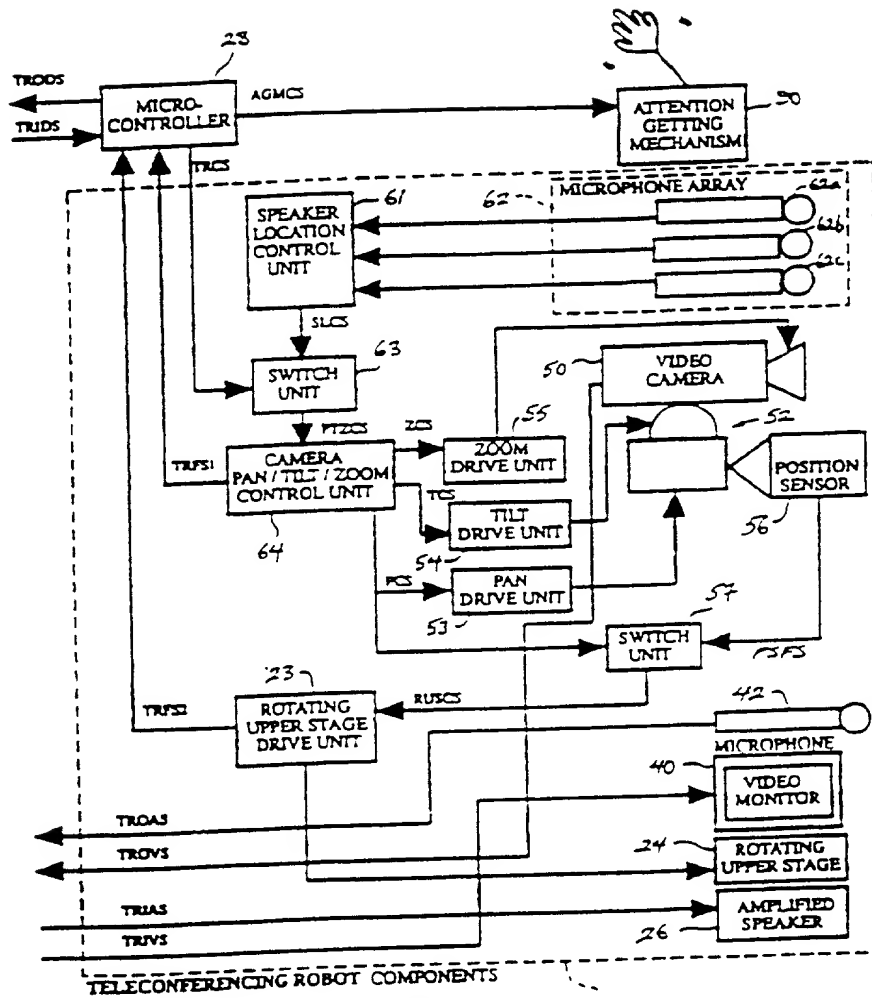 28
TRODS
TRIDS
MICRO-
CONTROLLER
AGMCS
ATTENTION
GETTING
MECHANISM
90
TRCS
61
62
MICROPHONE ARRAY
62a
62b
62c
SPEAKER
LOCATION
CONTROL
UNIT
SLCS
63
SWITCH
UNIT
50
VIDEO
CAMERA
PTZCS
ZCS
55
ZOOM
DRIVE UNIT
52
TRFS1
CAMERA
PAN / TILT / ZOOM
CONTROL UNIT
64
TCS
TILT
DRIVE UNIT
54
POSITION
SENSOR
56
PCS
PAN
DRIVE UNIT
53
57
SWITCH
UNIT
PSFS
23
TRFS2
ROTATING
UPPER STAGE
DRIVE UNIT
RUSCS
42
MICROPHONE
40
VIDEO
MONITOR
TROAS
TROVS
24
ROTATING
UPPER STAGE
TRIAS
TRIVS
26
AMPLIFIED
SPEAKER
TELECONFERENCING ROBOT COMPONENTS